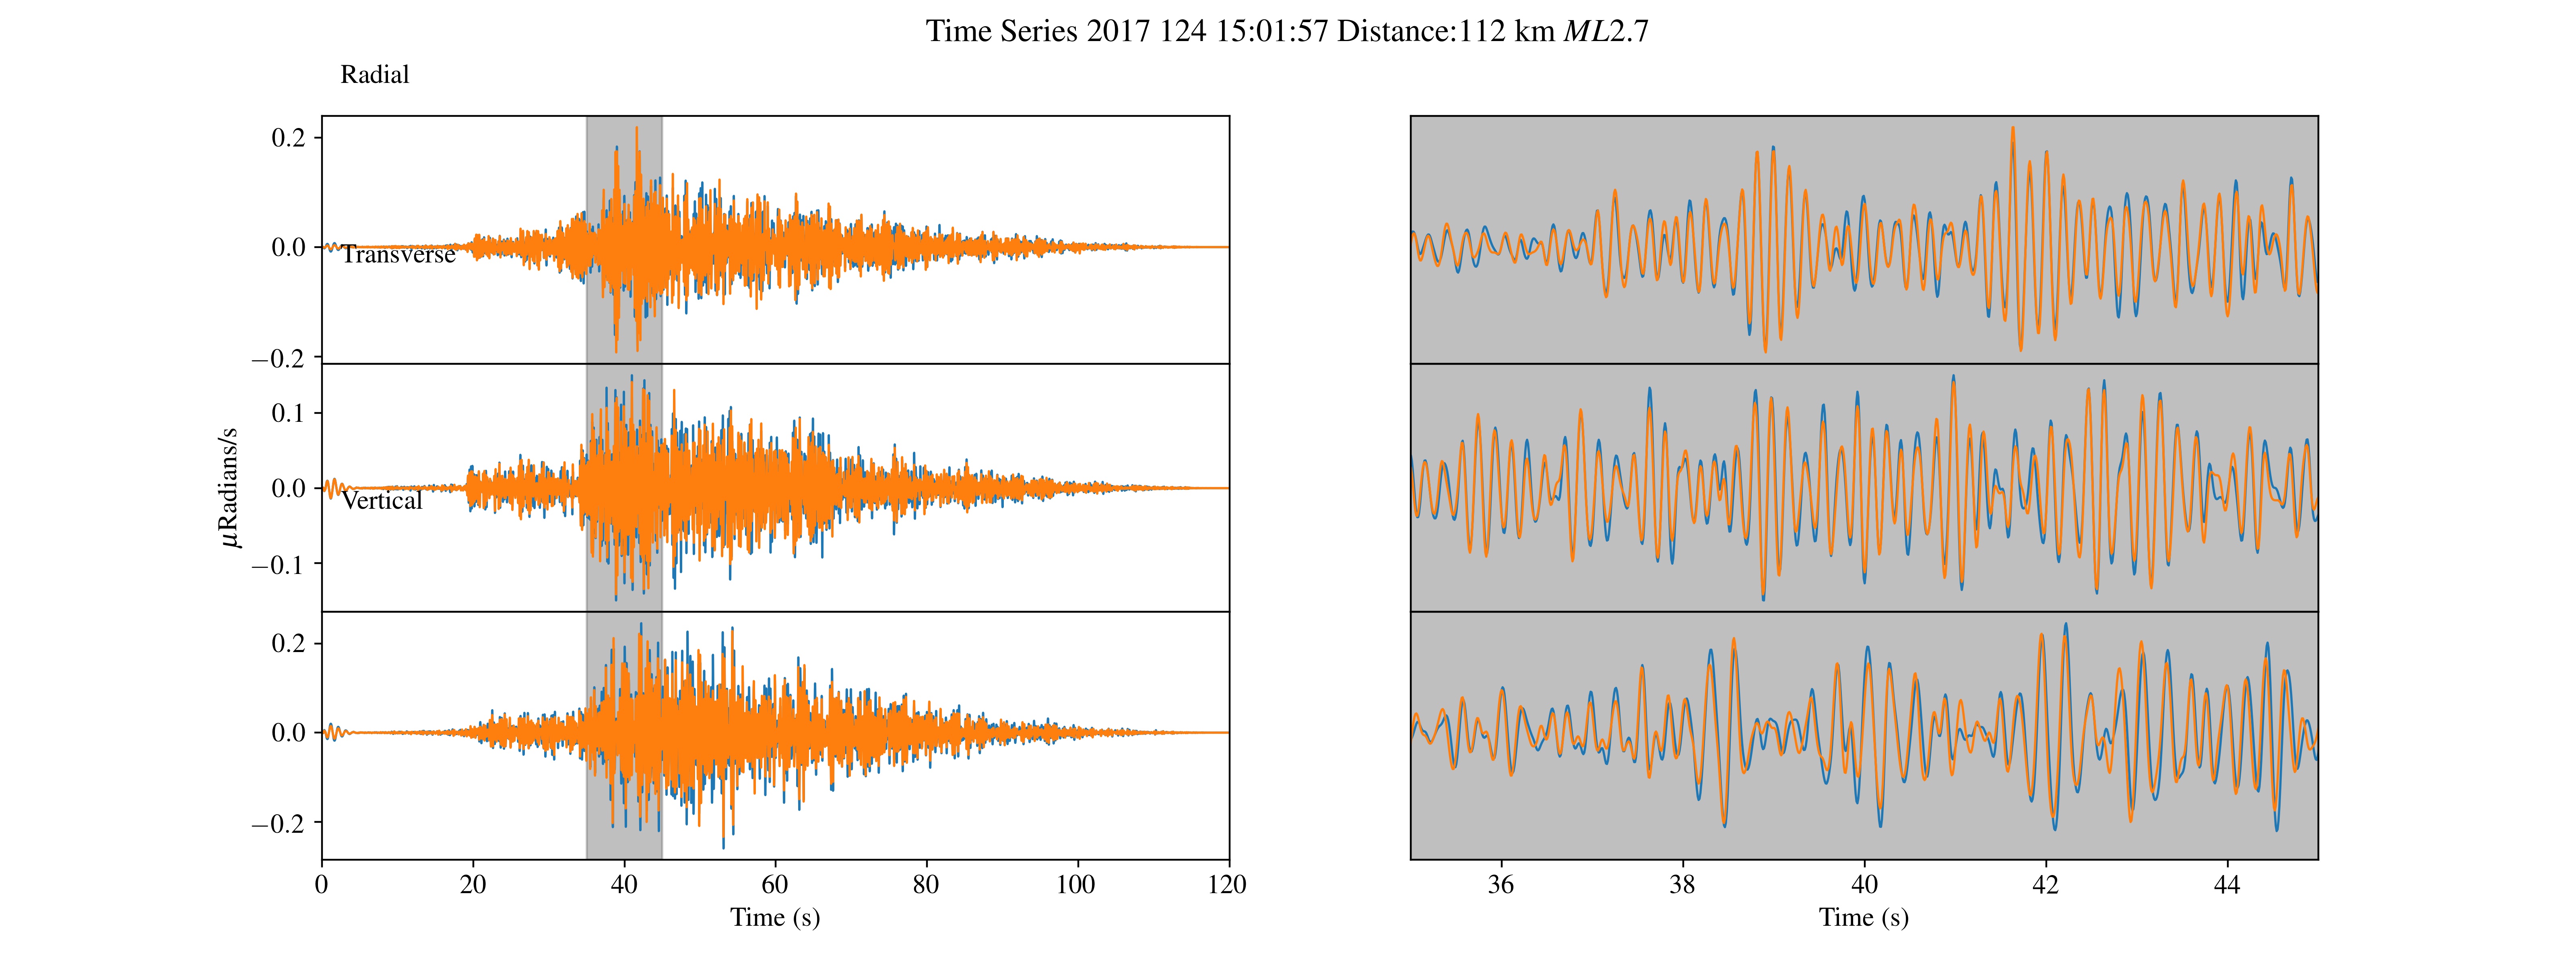 Time Series 2017 124 15:01:57 Distance:112 km ML2.7
Radial
0.2
0.0
−0.2
Transverse
0.1
0.0
−0.1
Vertical
0.2
0.0
−0.2
μRadians/s
0 20 40 60 80 100 120
Time (s)
36 38 40 42 44
Time (s)